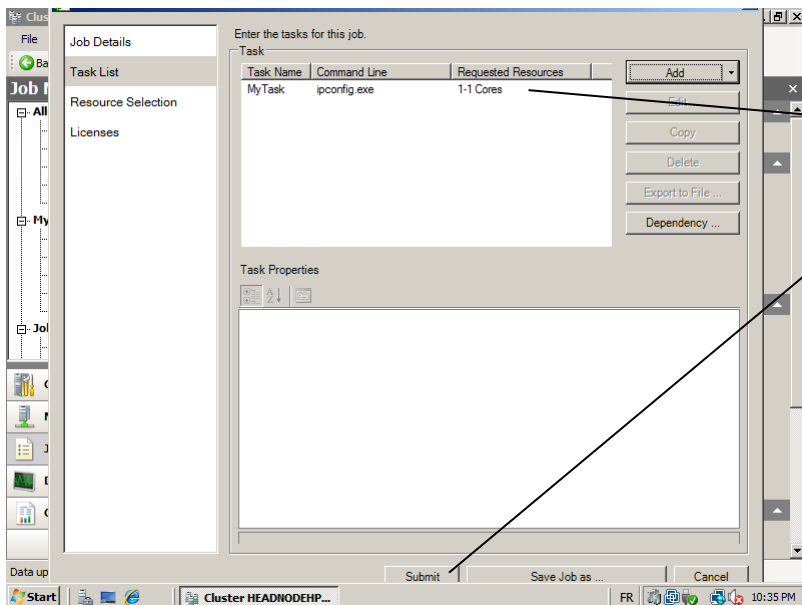 Clus
File
Ba
Job
All
My
Jol
Data up
Job Details
Task List
Resource Selection
Licenses
Enter the tasks for this job.
Task
Task Name Command Line Requested Resources
MyTask ipconfig.exe 1-1 Cores
Add
Edit...
Copy
Delete
Export to File ...
Dependency ...
Task Properties
Submit Save Job as ... Cancel
Start Cluster HEADNODEHP... FR 10:35 PM